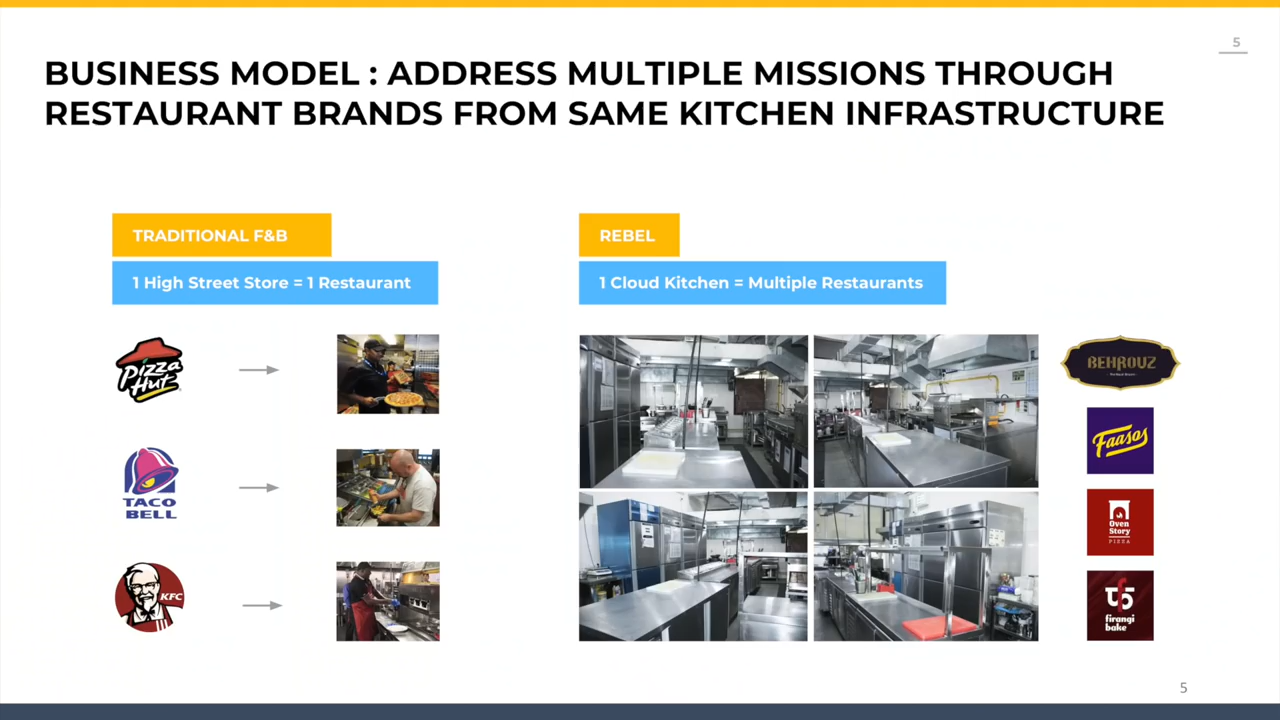 5
BUSINESS MODEL : ADDRESS MULTIPLE MISSIONS THROUGH
RESTAURANT BRANDS FROM SAME KITCHEN INFRASTRUCTURE
TRADITIONAL F&B
1 High Street Store = 1 Restaurant
Pizza
Hut
TACO
BELL
KFC
REBEL
1 Cloud Kitchen = Multiple Restaurants
BEHROUZ
Faasos
Oven
Story
PIZZA
firangi
bake
5